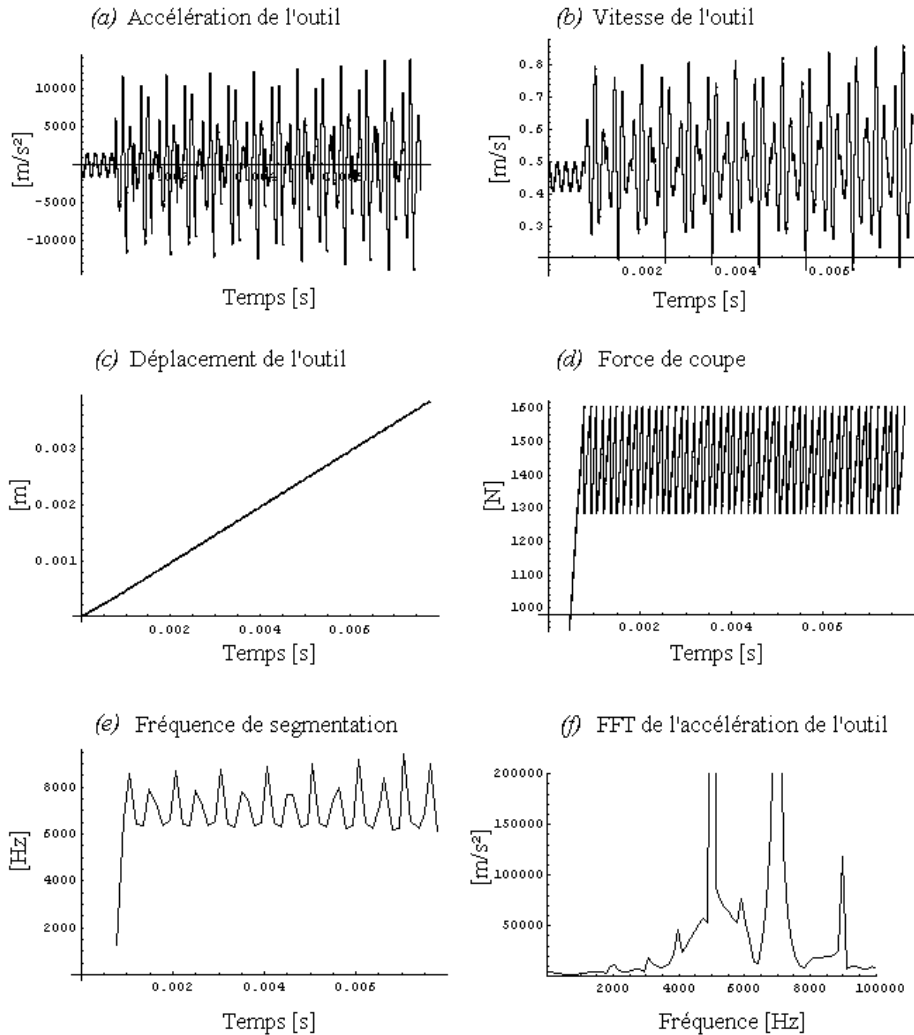 (a) Accélération de l'outil
10000
5000
-5000
-10000
[m/s²]
Temps [s]
(b) Vitesse de l'outil
0.8
0.7
0.6
0.5
0.4
0.3
[m/s]
0.002 0.004 0.006
Temps [s]
(c) Déplacement de l'outil
0.003
0.002
0.001
[m]
0.002 0.004 0.006
Temps [s]
(d) Force de coupe
1600
1500
1400
1300
1200
1100
1000
[N]
0.002 0.004 0.006
Temps [s]
(e) Fréquence de segmentation
8000
6000
4000
2000
[Hz]
0.002 0.004 0.006
Temps [s]
(f) FFT de l'accélération de l'outil
200000
150000
100000
50000
[m/s²]
2000 4000 6000 8000 10000
Fréquence [Hz]